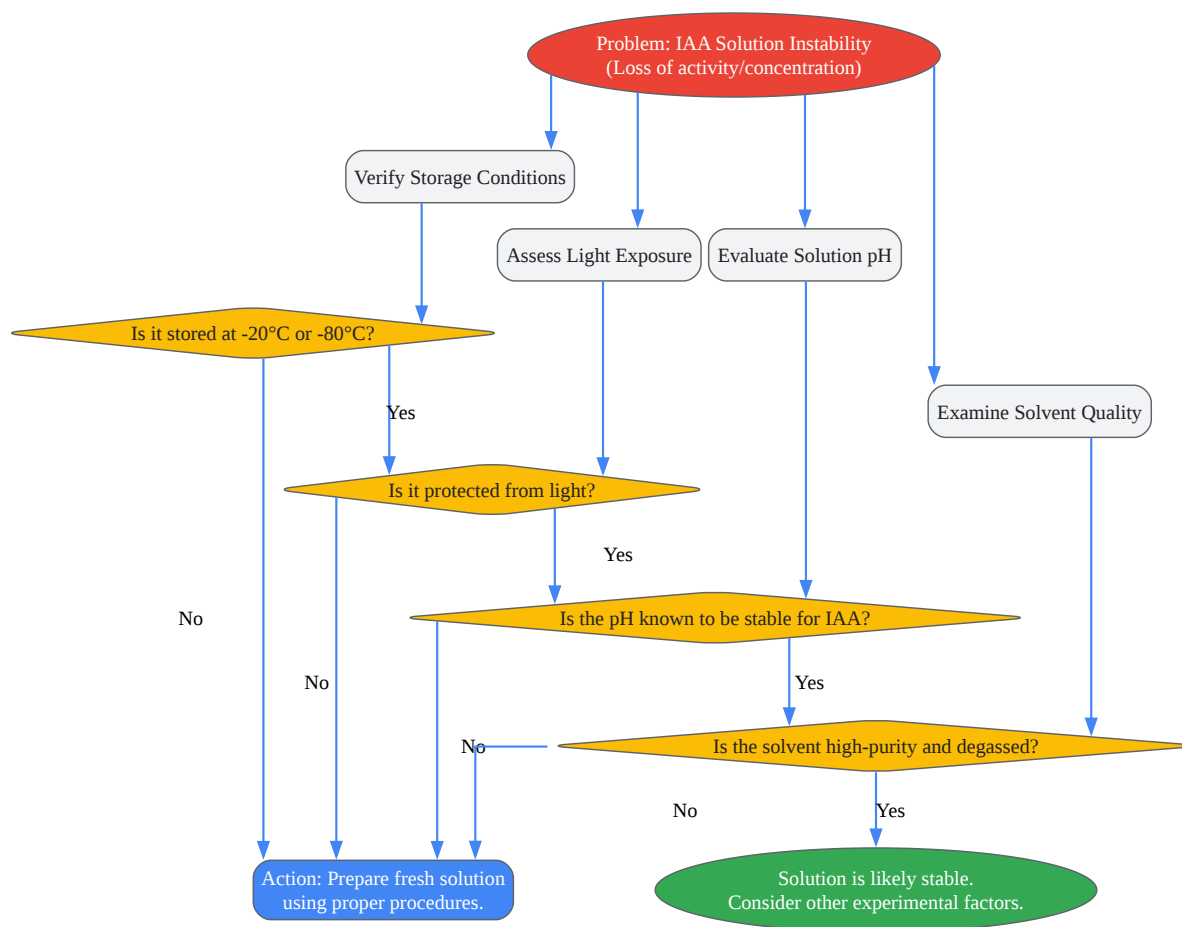 Problem: IAA Solution Instability
(Loss of activity/concentration)
Verify Storage Conditions
Assess Light Exposure
Evaluate Solution pH
Is it stored at -20°C or -80°C?
Yes
Examine Solvent Quality
Is it protected from light?
Yes
No
Is the pH known to be stable for IAA?
No
Yes
No
Is the solvent high-purity and degassed?
No
Yes
Action: Prepare fresh solution
using proper procedures.
Solution is likely stable.
Consider other experimental factors.